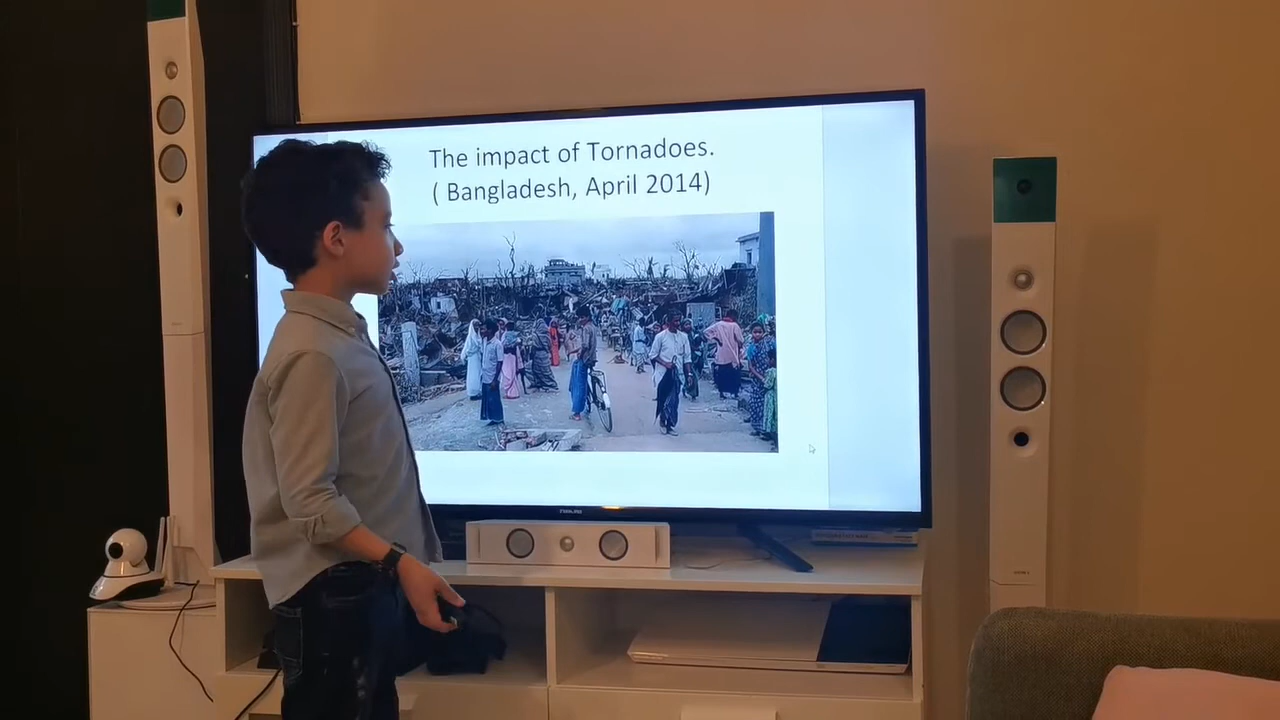 The impact of Tornadoes.
( Bangladesh, April 2014)